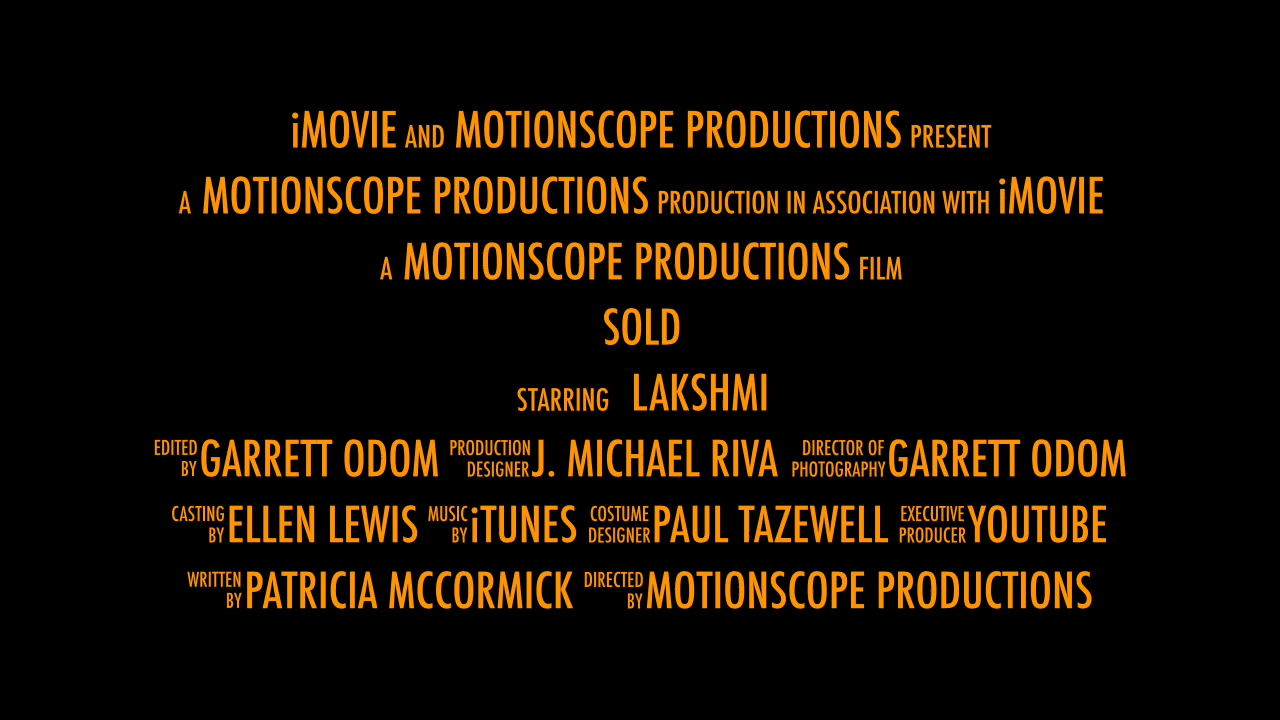 iMOVIE AND MOTIONSCOPE PRODUCTIONS PRESENT
A MOTIONSCOPE PRODUCTIONS PRODUCTION IN ASSOCIATION WITH iMOVIE
A MOTIONSCOPE PRODUCTIONS FILM
SOLD
STARRING LAKSHMI
EDITED BY GARRETT ODOM PRODUCTION DESIGNER J. MICHAEL RIVA DIRECTOR OF PHOTOGRAPHY GARRETT ODOM
CASTING BY ELLEN LEWIS MUSIC BY iTUNES COSTUME DESIGNER PAUL TAZEWELL EXECUTIVE PRODUCER YOUTUBE
WRITTEN BY PATRICIA MCCORMICK DIRECTED BY MOTIONSCOPE PRODUCTIONS